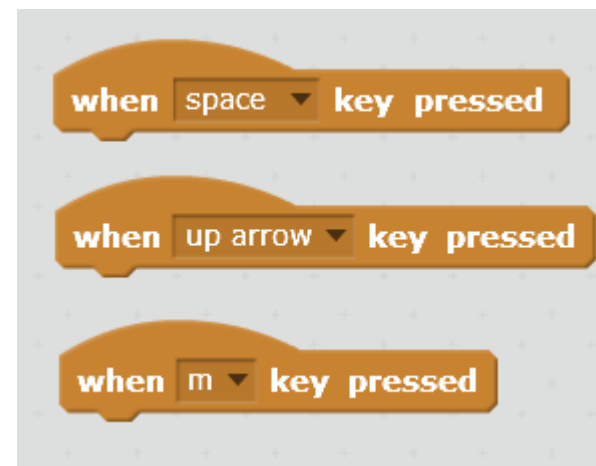 when space key pressed
when up arrow key pressed
when m key pressed